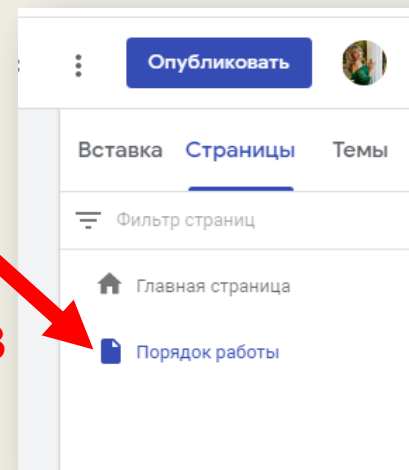 Опубликовать
Вставка Страницы Темы
Фильтр страниц
Главная страница
Порядок работы